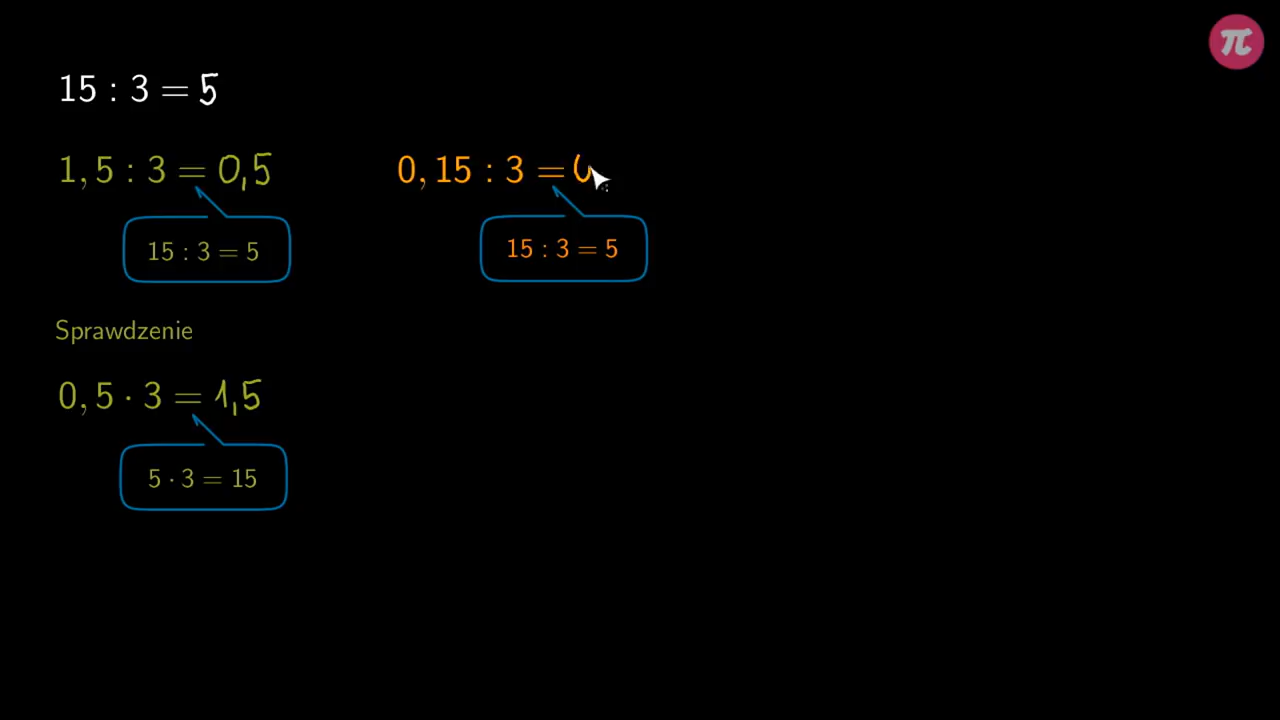 15 : 3 = 5
1, 5 : 3 = 0,5
15 : 3 = 5
0, 15 : 3 = 0
15 : 3 = 5
Sprawdzenie
0, 5 · 3 = 1,5
5 · 3 = 15
π